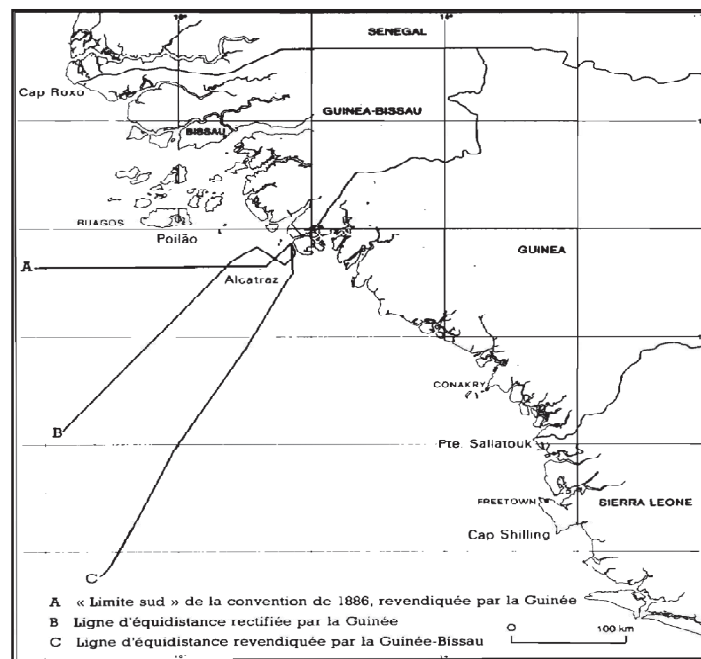 SENEGAL
Cap Roxo
GUINEA-BISSAU
BISSAU
BIJAGOS
Poilão
GUINEA
A
Alcatraz
CONAKRY
B
Pte. Sallatouk
FREETOWN
SIERRA LEONE
Cap Shilling
C
A « Limite sud » de la convention de 1886, revendiquée par la Guinée
B Ligne d'équidistance rectifiée par la Guinée
C Ligne d'équidistance revendiquée par la Guinée-Bissau
O 100 km